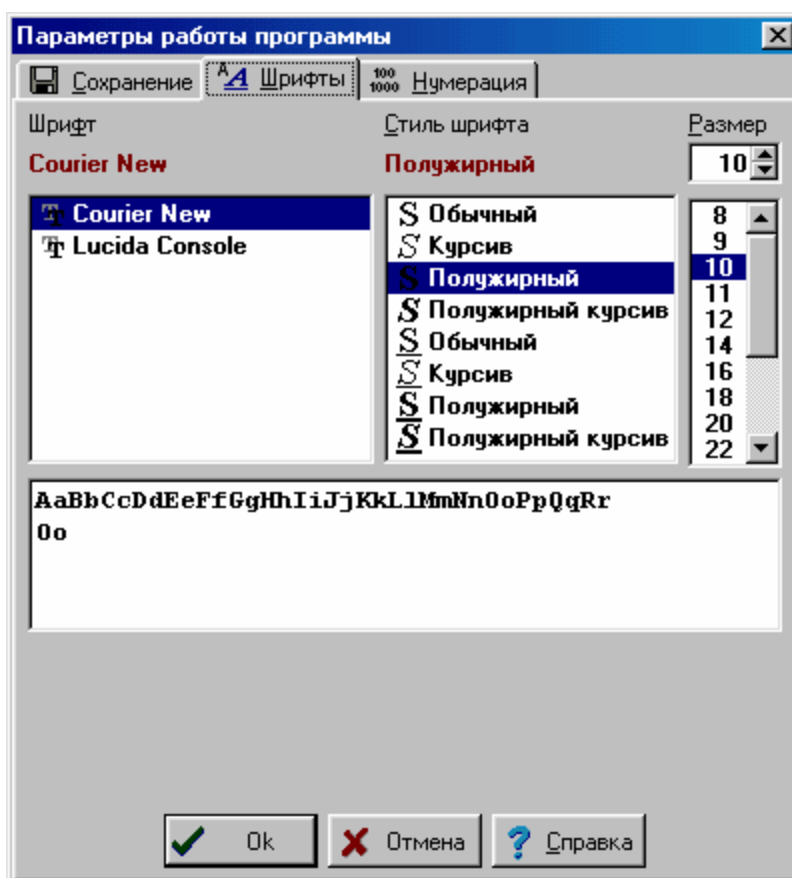 Параметры работы программы
Сохранение Шрифты 100 1000 Нумерация
Шрифт Стиль шрифта Размер
Courier New Полужирный 10
Courier New
Lucida Console
S Обычный
S Курсив
S Полужирный
S Полужирный курсив
S Обычный
S Курсив
S Полужирный
S Полужирный курсив
8
9
10
11
12
14
16
18
20
22
AaBbCcDdEeFfGgHhIiJjKkLlMmNnOoPpQqRr
Oo
Ok Отмена Справка